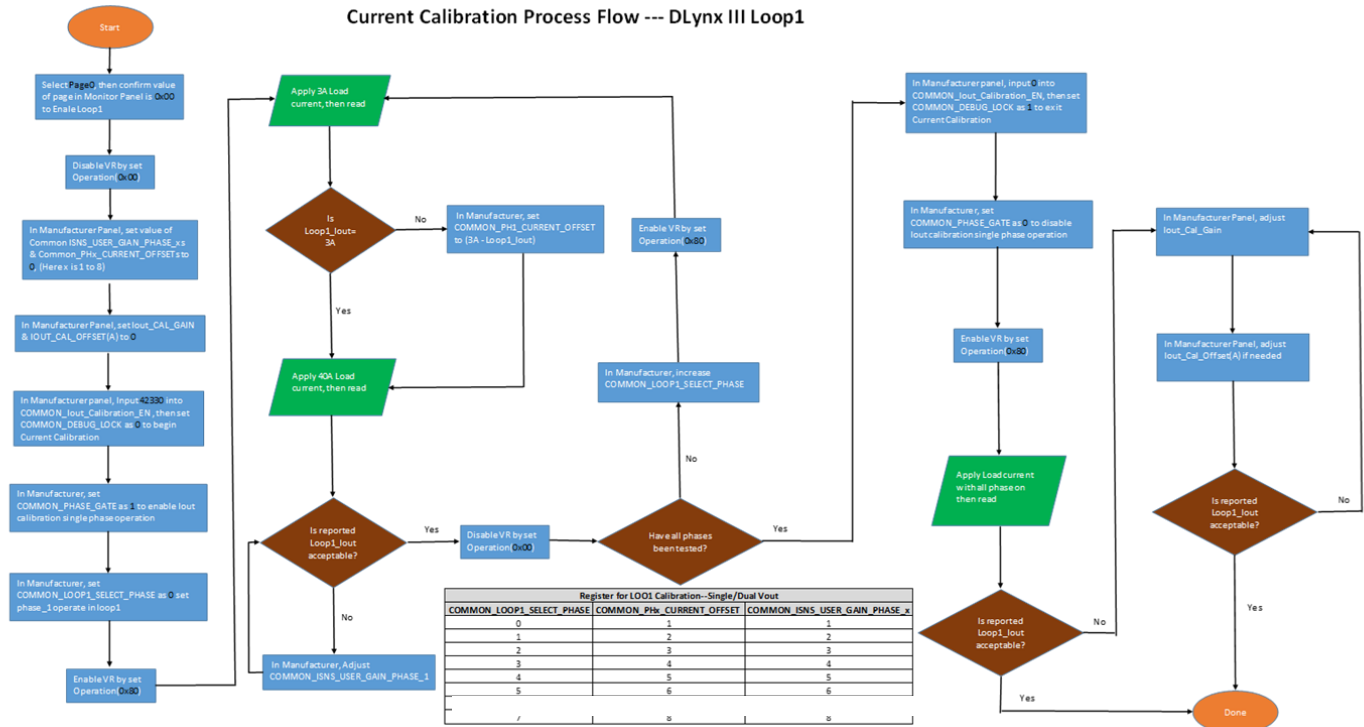 Current Calibration Process Flow --- DLynx III Loop1
Start
Select Page0, then confirm value
of page in Monitor Panel is 0x00
to Enale Loop1
Disable VR by set
Operation(0x00)
In Manufacturer Panel, set value of
Common ISNS_USER_GIAN_PHASE_xs
& Common_PHx_CURRENT_OFFSETs to
0, (Here x is 1 to 8)
In Manufacturer Panel, set Iout_CAL_GAIN
& IOUT_CAL_OFFSET(A) to 0
In Manufacturer panel, Input 42330 into
COMMON_Iout_Calibration_EN, then set
COMMON_DEBUG_LOCK as 0 to begin
Current Calibration
In Manufacturer, set
COMMON_PHASE_GATE as 1 to enable Iout
calibration single phase operation
In Manufacturer, set
COMMON_LOOP1_SELECT_PHASE as 0 set
phase_1 operate in loop1
Enable VR by set
Operation(0x80)
Apply 3A Load
current, then read
Is
Loop1_Iout=
3A
No
In Manufacturer, set
COMMON_PH1_CURRENT_OFFSET
to (3A - Loop1_Iout)
Yes
Apply 40A Load
current, then read
Is reported
Loop1_Iout
acceptable?
No
In Manufacturer, Adjust
COMMON_ISNS_USER_GAIN_PHASE_1
Yes
Disable VR by set
Operation(0x00)
Have all phases
been tested?
No
In Manufacturer, increase
COMMON_LOOP1_SELECT_PHASE
Enable VR by set
Operation(0x80)
Yes
In Manufacturer panel, input 0 into
COMMON_Iout_Calibration_EN, then set
COMMON_DEBUG_LOCK as 1 to exit
Current Calibration
In Manufacturer, set
COMMON_PHASE_GATE as 0 to disable
Iout calibration single phase operation
Enable VR by set
Operation(0x80)
Apply Load current
with all phase on
then read
Is reported
Loop1_Iout
acceptable?
No
In Manufacturer Panel, adjust
Iout_Cal_Gain
In Manufacturer Panel, adjust
Iout_Cal_Offset(A) if needed
Is reported
Loop1_Iout
acceptable?
No
Yes
Yes
Done
Register for LOO1 Calibration--Single/Dual Vout
COMMON_LOOP1_SELECT_PHASE COMMON_PHx_CURRENT_OFFSET COMMON_ISNS_USER_GAIN_PHASE_x
0 1 1
1 2 2
2 3 3
3 4 4
4 5 5
5 6 6
7 8 8